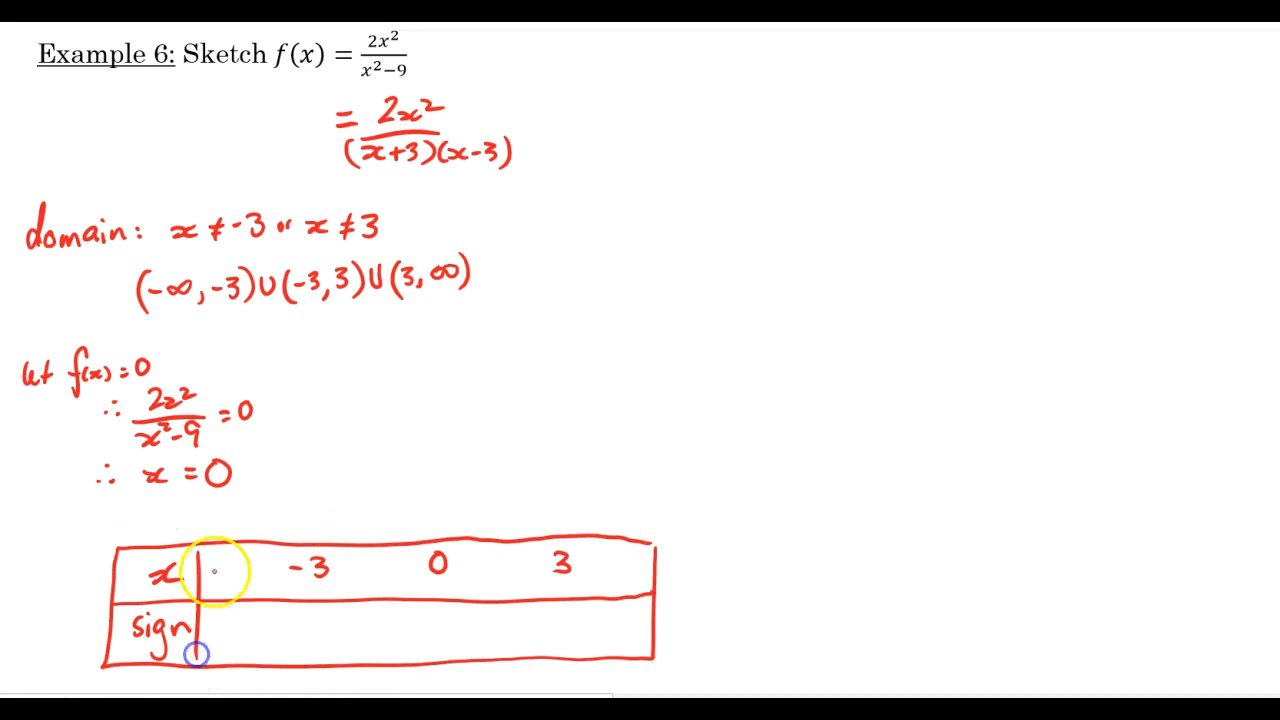 Example 6: Sketch f(x) = 2x²/(x²−9)
= 2x²/((x+3)(x-3))
domain: x ≠ -3 or x ≠ 3
(-∞, -3)∪(-3, 3)∪(3, ∞)
let f(x) = 0
∴ 2x²/(x²-9) = 0
∴ x = 0
x -3 0 3
sign